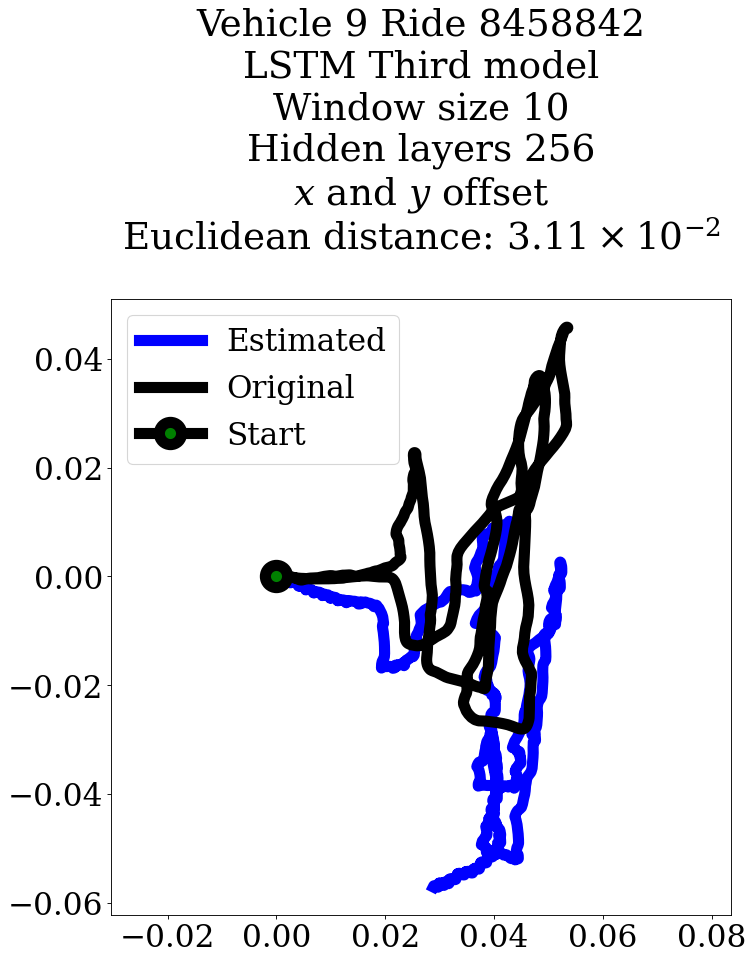 Vehicle 9 Ride 8458842
LSTM Third model
Window size 10
Hidden layers 256
x and y offset
Euclidean distance: 3.11 × 10⁻²
Estimated
Original
Start
0.04
0.02
0.00
−0.02
−0.04
−0.06
−0.02 0.00 0.02 0.04 0.06 0.08